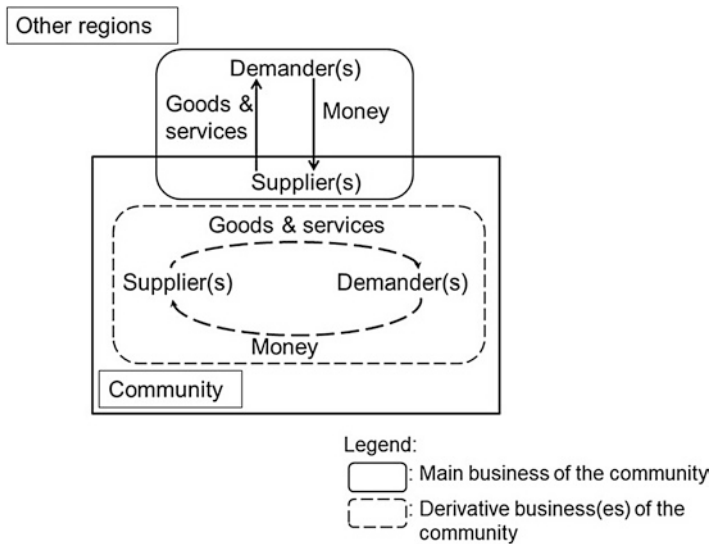 Other regions
Demander(s)
Goods &
services
Money
Supplier(s)
Goods & services
Supplier(s)
Demander(s)
Money
Community
Legend:
: Main business of the community
: Derivative business(es) of the
community